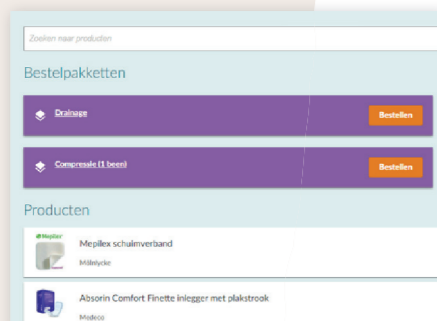 Zoeken naar producten
Bestelpakketten
Drainage
Bestellen
Compressie (1 been)
Bestellen
Producten
Mepilex
Mepilex schuimverband
Mölnlycke
Absorin Comfort Finette inlegger met plakstrook
Medeco